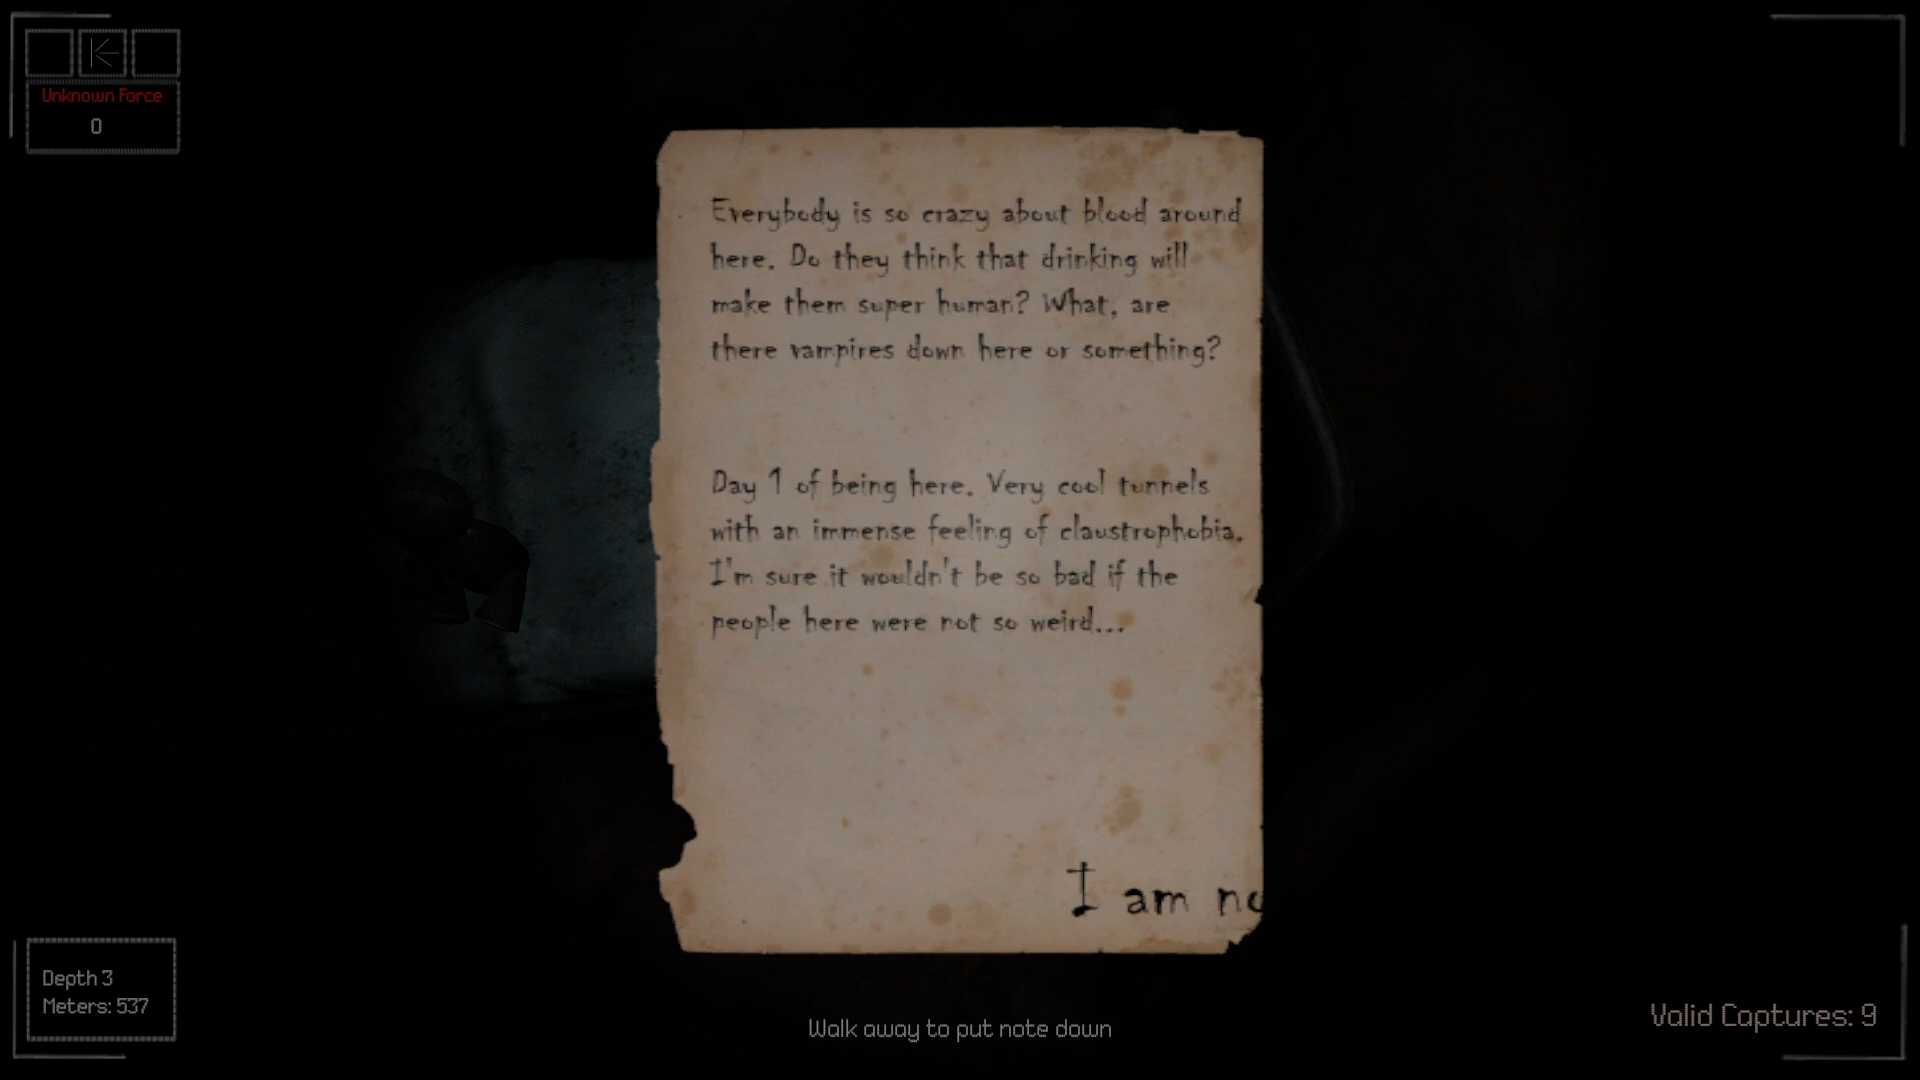 Unknown Force
0
Everybody is so crazy about blood around
here. Do they think that drinking will
make them super human? What, are
there vampires down here or something?
Day 1 of being here. Very cool tunnels
with an immense feeling of claustrophobia.
I'm sure it wouldn't be so bad if the
people here were not so weird...
I am no
Depth 3
Meters: 537
Walk away to put note down
Valid Captures: 9